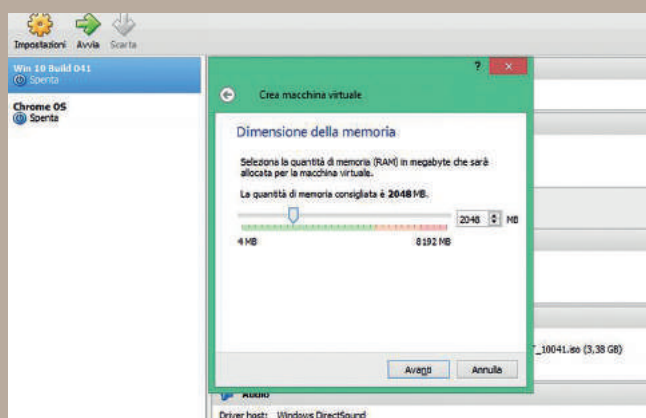 Impostazioni Avvia Scarta
Win 10 Build 041
Spenta
Chrome OS
Spenta
?
Crea macchina virtuale
Dimensione della memoria
Seleziona la quantità di memoria (RAM) in megabyte che sarà
allocata per la macchina virtuale.
La quantità di memoria consigliata è 2048 MB.
2048 MB
4 MB 8192 MB
_10041.iso (3,38 GB)
Avanti Annulla
Audio
Driver host: Windows DirectSound